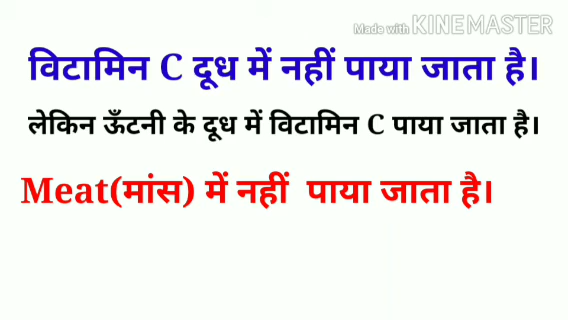 Made with KINEMASTER
विटामिन C दूध में नहीं पाया जाता है।
लेकिन ऊँटनी के दूध में विटामिन C पाया जाता है।
Meat(मांस) में नहीं पाया जाता है।